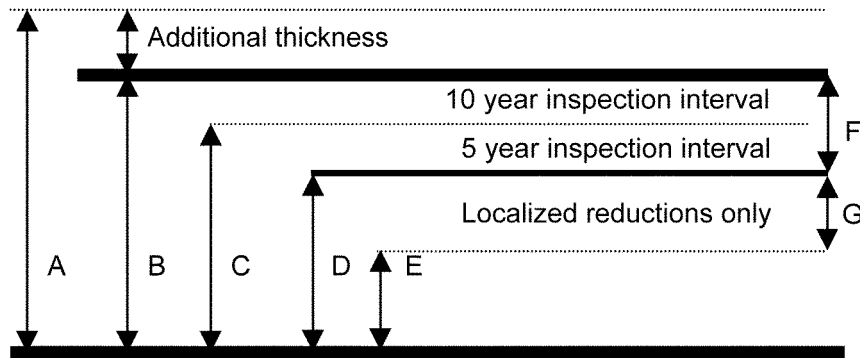 Additional thickness
10 year inspection interval
F
5 year inspection interval
Localized reductions only
G
A
B
C
D
E